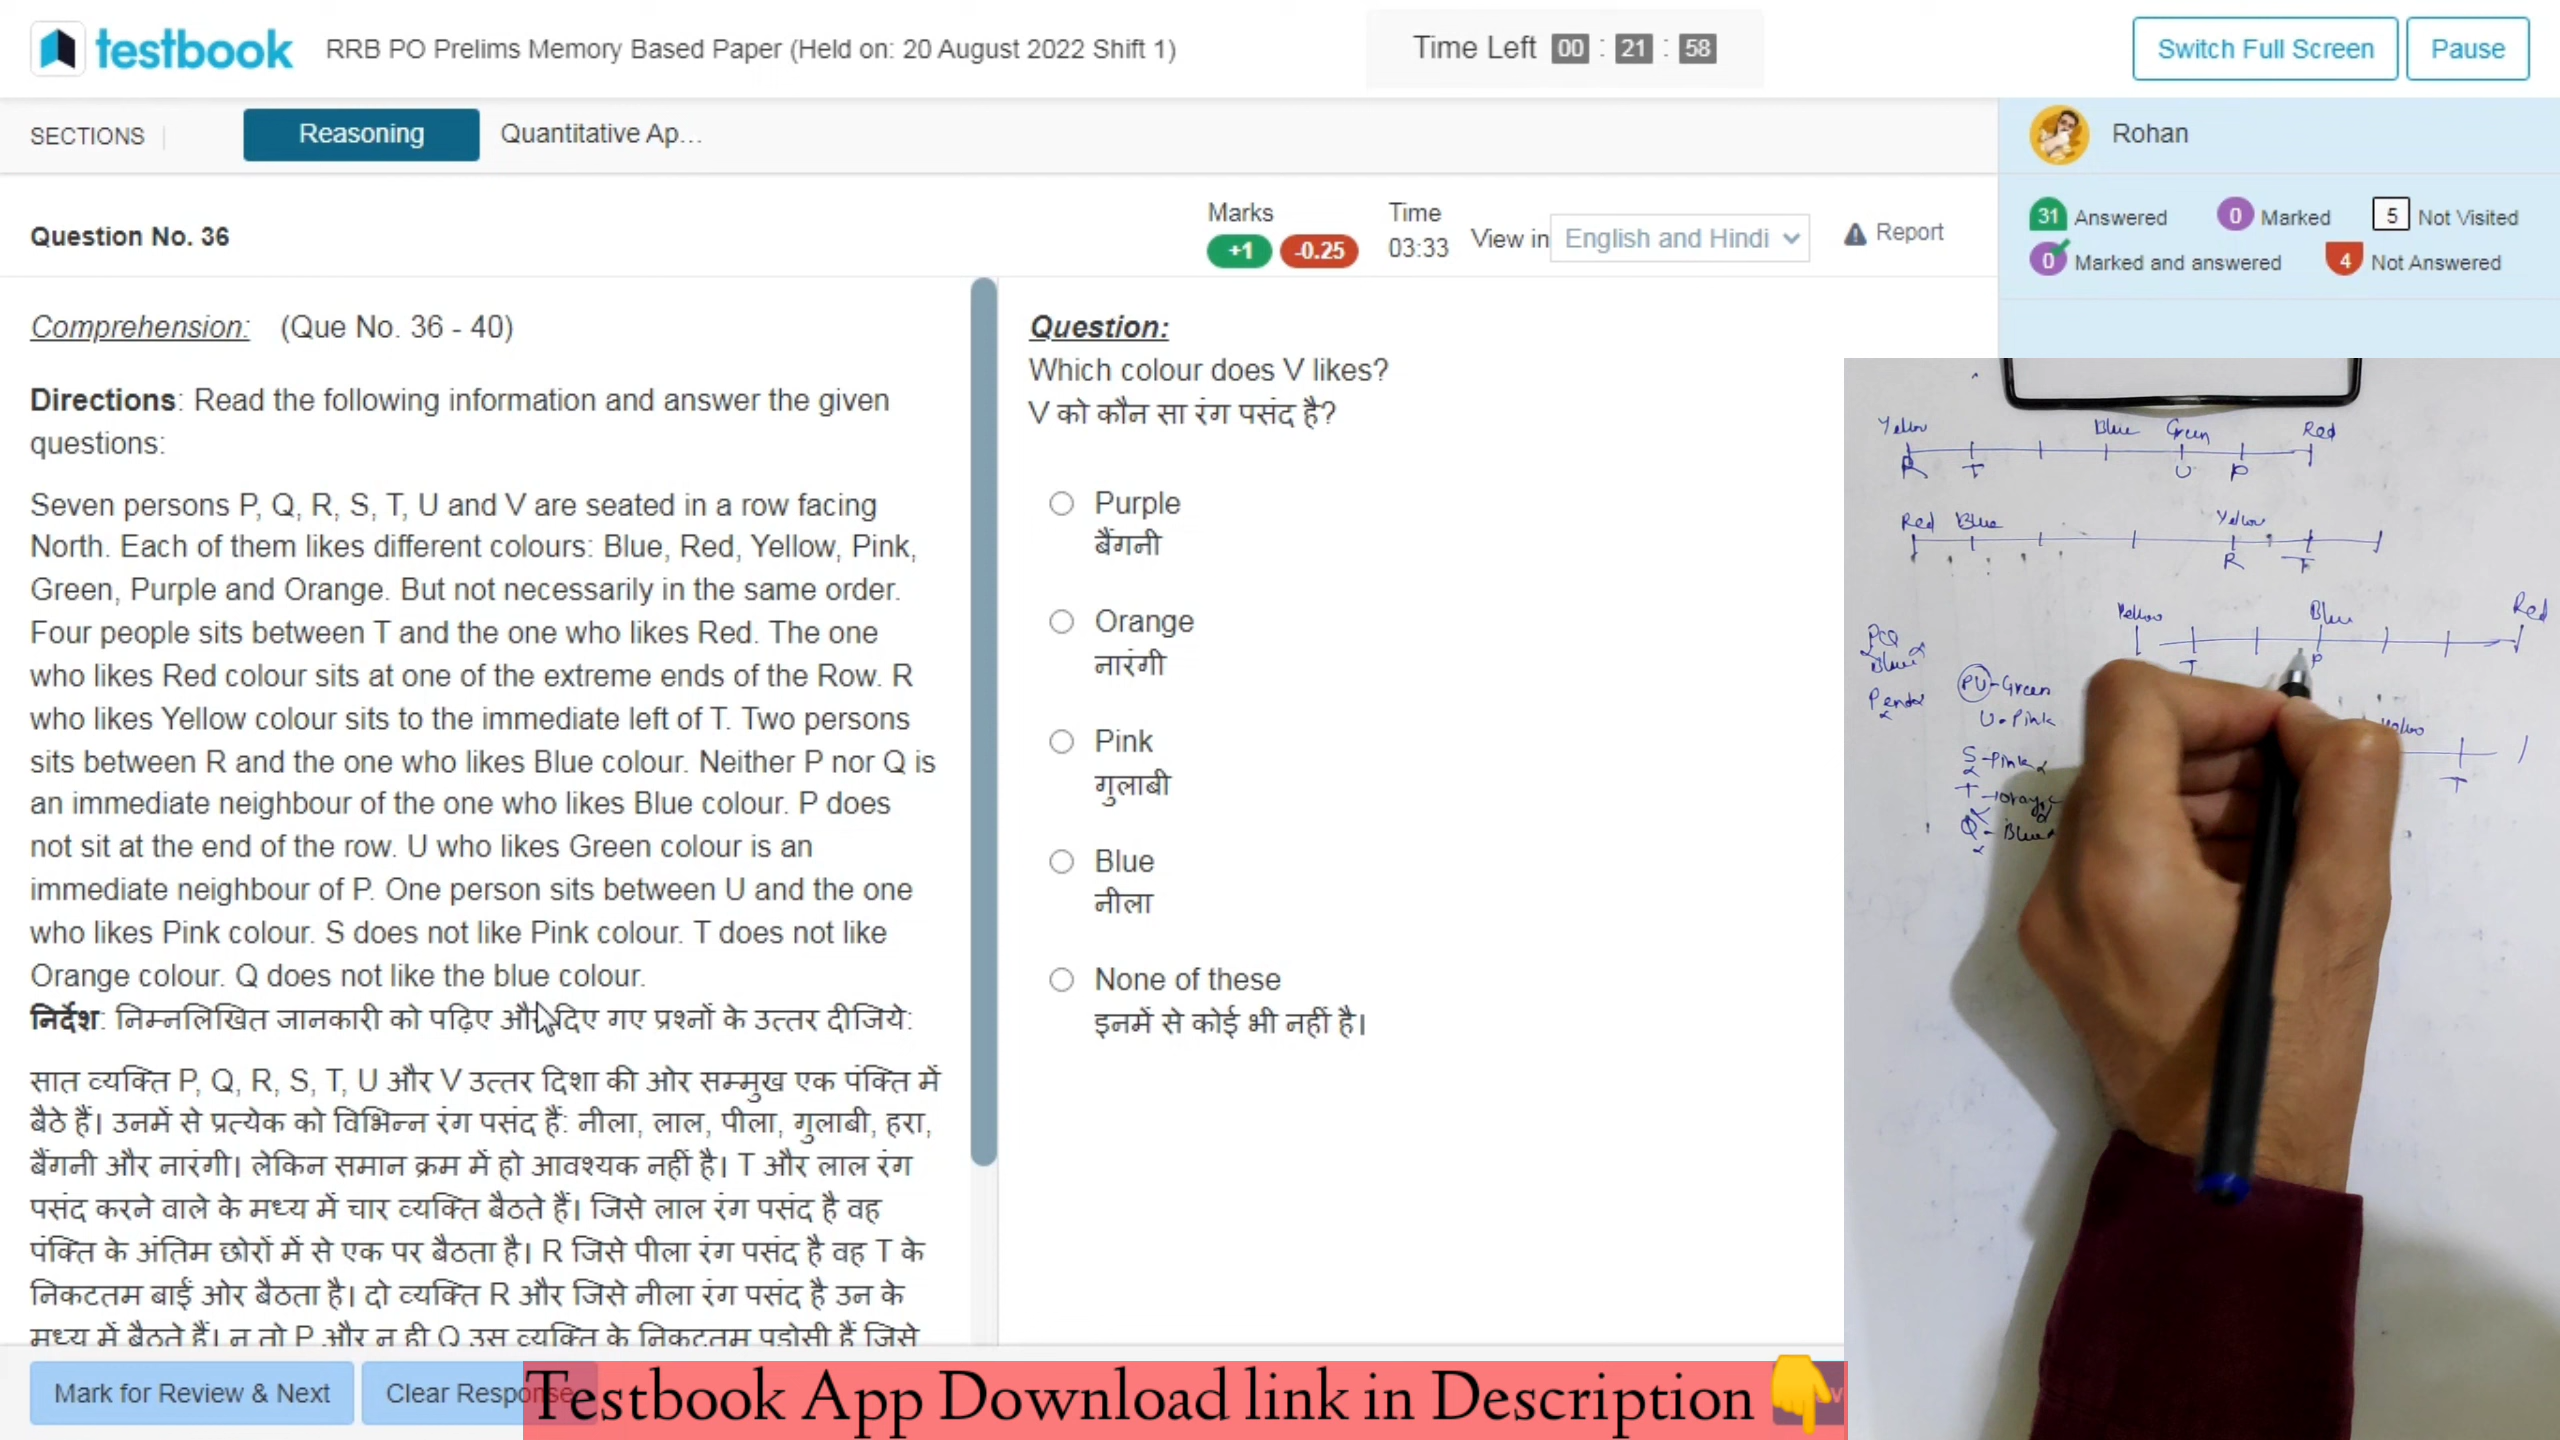 testbook RRB PO Prelims Memory Based Paper (Held on: 20 August 2022 Shift 1) Time Left 00 : 21 : 58 Switch Full Screen Pause
SECTIONS Reasoning Quantitative Ap... Rohan
31 Answered 0 Marked 5 Not Visited
0 Marked and answered 4 Not Answered
Question No. 36 Marks +1 -0.25 Time 03:33 View in English and Hindi Report
Comprehension: (Que No. 36 - 40)
Directions: Read the following information and answer the given
questions:
Seven persons P, Q, R, S, T, U and V are seated in a row facing
North. Each of them likes different colours: Blue, Red, Yellow, Pink,
Green, Purple and Orange. But not necessarily in the same order.
Four people sits between T and the one who likes Red. The one
who likes Red colour sits at one of the extreme ends of the Row. R
who likes Yellow colour sits to the immediate left of T. Two persons
sits between R and the one who likes Blue colour. Neither P nor Q is
an immediate neighbour of the one who likes Blue colour. P does
not sit at the end of the row. U who likes Green colour is an
immediate neighbour of P. One person sits between U and the one
who likes Pink colour. S does not like Pink colour. T does not like
Orange colour. Q does not like the blue colour.
निर्देश: निम्नलिखित जानकारी को पढ़िए और दिए गए प्रश्नों के उत्तर दीजिये:
सात व्यक्ति P, Q, R, S, T, U और V उत्तर दिशा की ओर सम्मुख एक पंक्ति में
बैठे हैं। उनमें से प्रत्येक को विभिन्न रंग पसंद हैं: नीला, लाल, पीला, गुलाबी, हरा,
बैंगनी और नारंगी। लेकिन समान क्रम में हो आवश्यक नहीं है। T और लाल रंग
पसंद करने वाले के मध्य में चार व्यक्ति बैठते हैं। जिसे लाल रंग पसंद है वह
पंक्ति के अंतिम छोरों में से एक पर बैठता है। R जिसे पीला रंग पसंद है वह T के
निकटतम बाईं ओर बैठता है। दो व्यक्ति R और जिसे नीला रंग पसंद है उन के
मध्य में बैठते हैं। न तो P और न ही Q उस व्यक्ति के निकटतम पड़ोसी हैं जिसे
Question:
Which colour does V likes?
V को कौन सा रंग पसंद है?
Purple
बैंगनी
Orange
नारंगी
Pink
गुलाबी
Blue
नीला
None of these
इनमें से कोई भी नहीं है।
Yellow Blue Green Red
R T U P
Red Blue Yellow
R T
Yellow Blue Red
T P
PQ
Blue
P end
PU-Green
U-Pink
S-Pink
T-orange
Q-Blue
T
Mark for Review & Next Clear Response
Testbook App Download link in Description